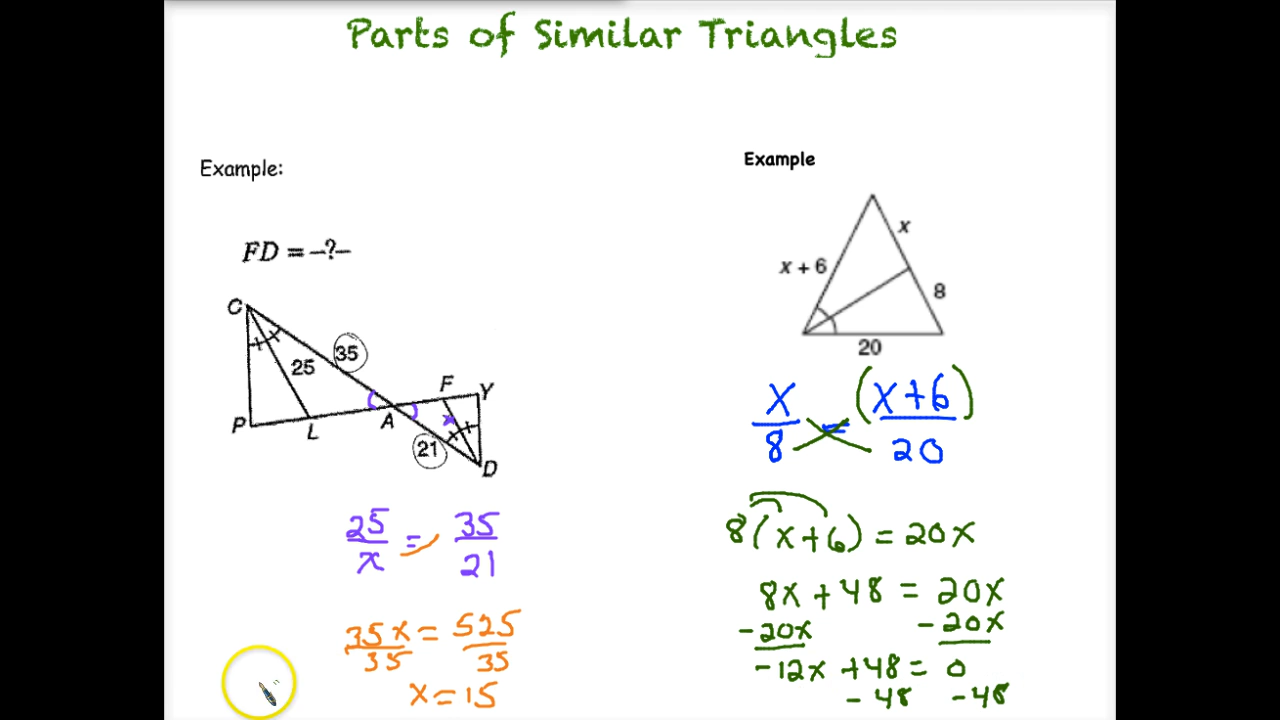 Parts of Similar Triangles
Example:
FD = –?–
C
35
25
F
Y
P
L
A
x
21
D
25/x = 35/21
35x/35 = 525/35
x = 15
Example
x
x + 6
8
20
x/8 = (x+6)/20
8(x+6) = 20x
8x + 48 = 20x
-20x -20x
-12x +48 = 0
-48 -48